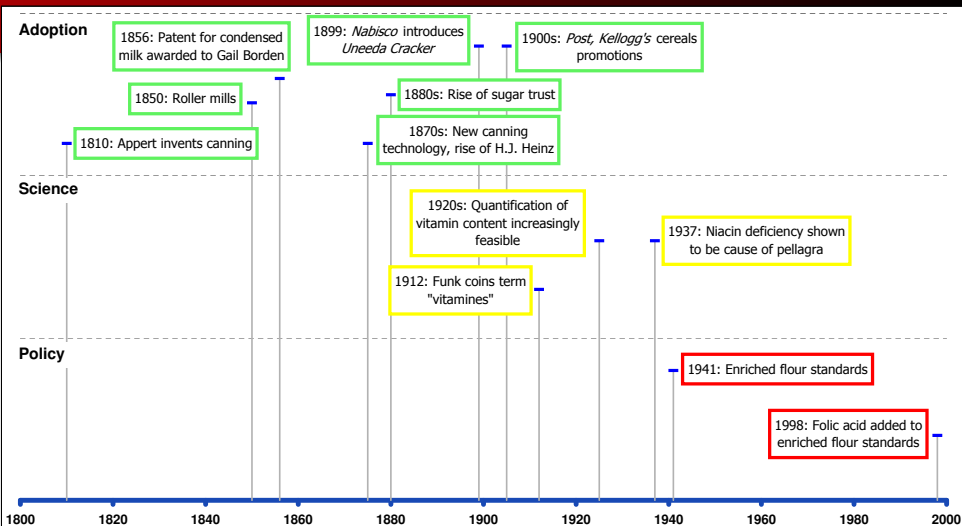 Adoption
1856: Patent for condensed
milk awarded to Gail Borden
1899: Nabisco introduces
Uneeda Cracker
1900s: Post, Kellogg's cereals
promotions
1850: Roller mills
1880s: Rise of sugar trust
1810: Appert invents canning
1870s: New canning
technology, rise of H.J. Heinz
Science
1920s: Quantification of
vitamin content increasingly
feasible
1937: Niacin deficiency shown
to be cause of pellagra
1912: Funk coins term
"vitamines"
Policy
1941: Enriched flour standards
1998: Folic acid added to
enriched flour standards
1800 1820 1840 1860 1880 1900 1920 1940 1960 1980 2000